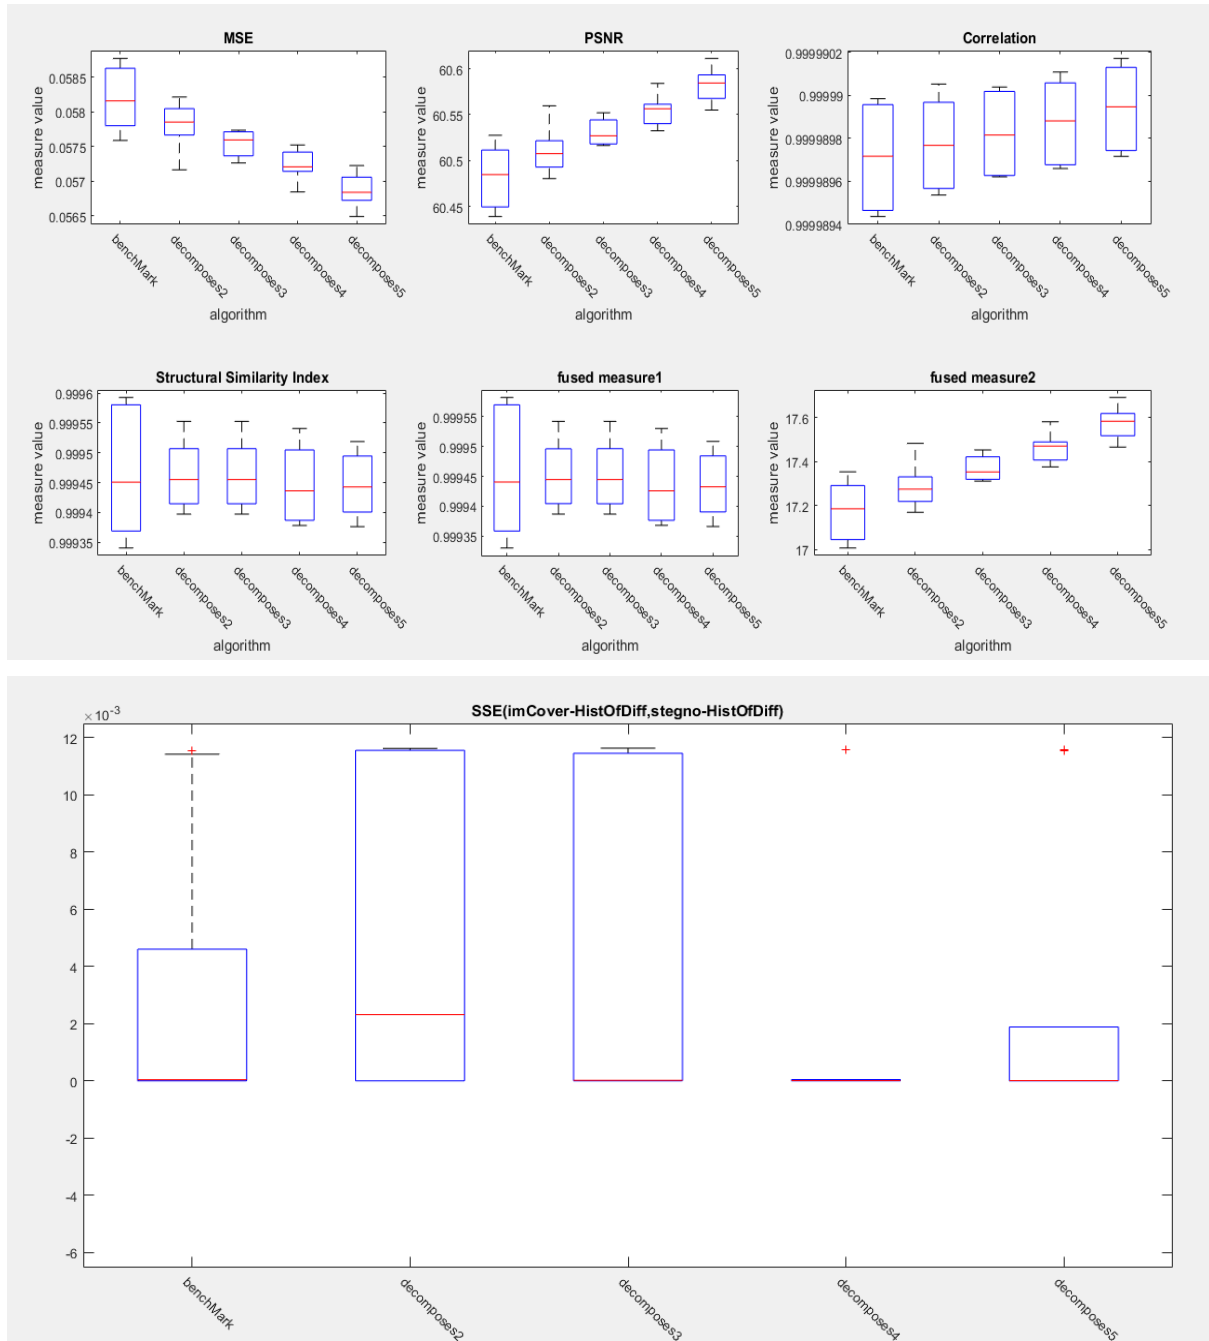 MSE
measure value
0.0585
0.058
0.0575
0.057
0.0565
benchMark
decomposes2
decomposes3
decomposes4
decomposes5
algorithm
PSNR
measure value
60.6
60.55
60.5
60.45
benchMark
decomposes2
decomposes3
decomposes4
decomposes5
algorithm
Correlation
measure value
0.9999902
0.99999
0.9999898
0.9999896
0.9999894
benchMark
decomposes2
decomposes3
decomposes4
decomposes5
algorithm
Structural Similarity Index
measure value
0.9996
0.99955
0.9995
0.99945
0.9994
0.99935
benchMark
decomposes2
decomposes3
decomposes4
decomposes5
algorithm
fused measure1
measure value
0.99955
0.9995
0.99945
0.9994
0.99935
benchMark
decomposes2
decomposes3
decomposes4
decomposes5
algorithm
fused measure2
measure value
17.6
17.4
17.2
17
benchMark
decomposes2
decomposes3
decomposes4
decomposes5
algorithm
SSE(imCover-HistOfDiff,stegno-HistOfDiff)
×10⁻³
12
10
8
6
4
2
0
-2
-4
-6
benchMark
decomposes2
decomposes3
decomposes4
decomposes5